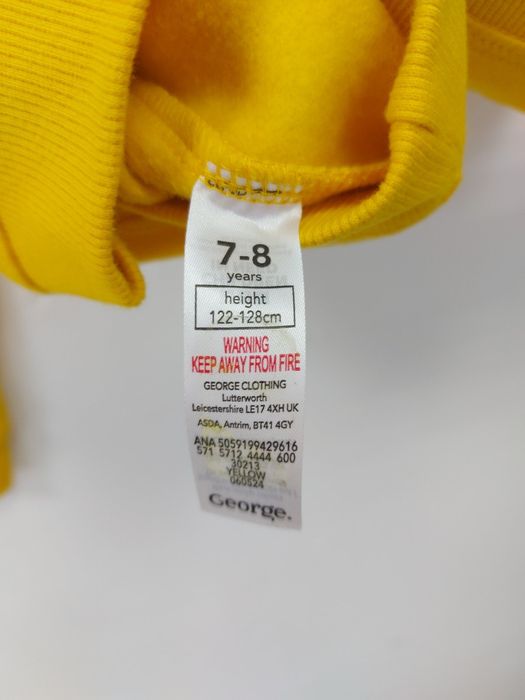 7-8
years
height
122-128cm
WARNING
KEEP AWAY FROM FIRE
GEORGE CLOTHING
Lutterworth
Leicestershire LE17 4XH UK
ASDA, Antrim, BT41 4GY
ANA 5059199429616
571 5712 4444 600
30213
YELLOW
060524
George.